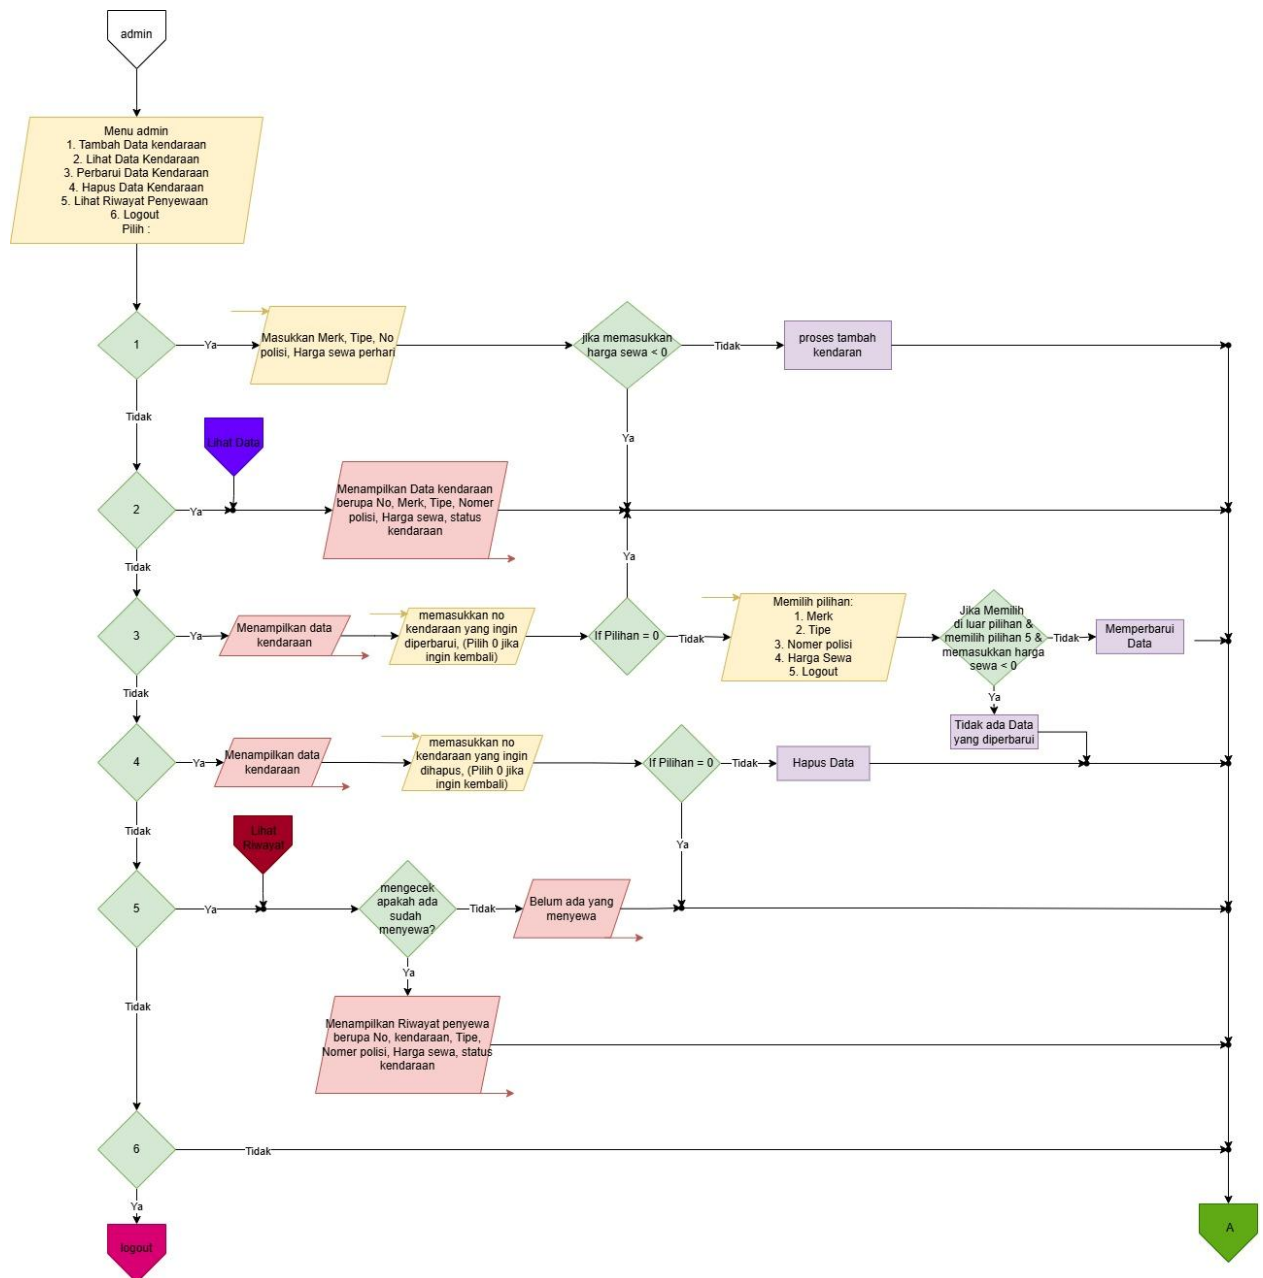 admin
Menu admin
1. Tambah Data kendaraan
2. Lihat Data Kendaraan
3. Perbarui Data Kendaraan
4. Hapus Data Kendaraan
5. Lihat Riwayat Penyewaan
6. Logout
Pilih :
1
Ya
Masukkan Merk, Tipe, No
polisi, Harga sewa perhari
jika memasukkan
harga sewa < 0
Tidak
proses tambah
kendaran
Tidak
Ya
Lihat Data
2
Ya
Menampilkan Data kendaraan
berupa No, Merk, Tipe, Nomer
polisi, Harga sewa, status
kendaraan
Tidak
Ya
3
Ya
Menampilkan data
kendaraan
memasukkan no
kendaraan yang ingin
diperbarui, (Pilih 0 jika
ingin kembali)
If Pilihan = 0
Tidak
Memilih pilihan:
1. Merk
2. Tipe
3. Nomer polisi
4. Harga Sewa
5. Logout
Jika Memilih
di luar pilihan &
memilih pilihan 5 &
memasukkan harga
sewa < 0
Tidak
Memperbarui
Data
Tidak
Ya
Tidak ada Data
yang diperbarui
4
Ya
Menampilkan data
kendaraan
memasukkan no
kendaraan yang ingin
dihapus, (Pilih 0 jika
ingin kembali)
If Pilihan = 0
Tidak
Hapus Data
Tidak
Ya
Lihat
Riwayat
5
Ya
mengecek
apakah ada
sudah
menyewa?
Tidak
Belum ada yang
menyewa
Ya
Tidak
Menampilkan Riwayat penyewa
berupa No, kendaraan, Tipe,
Nomer polisi, Harga sewa, status
kendaraan
6
Tidak
Ya
logout
A